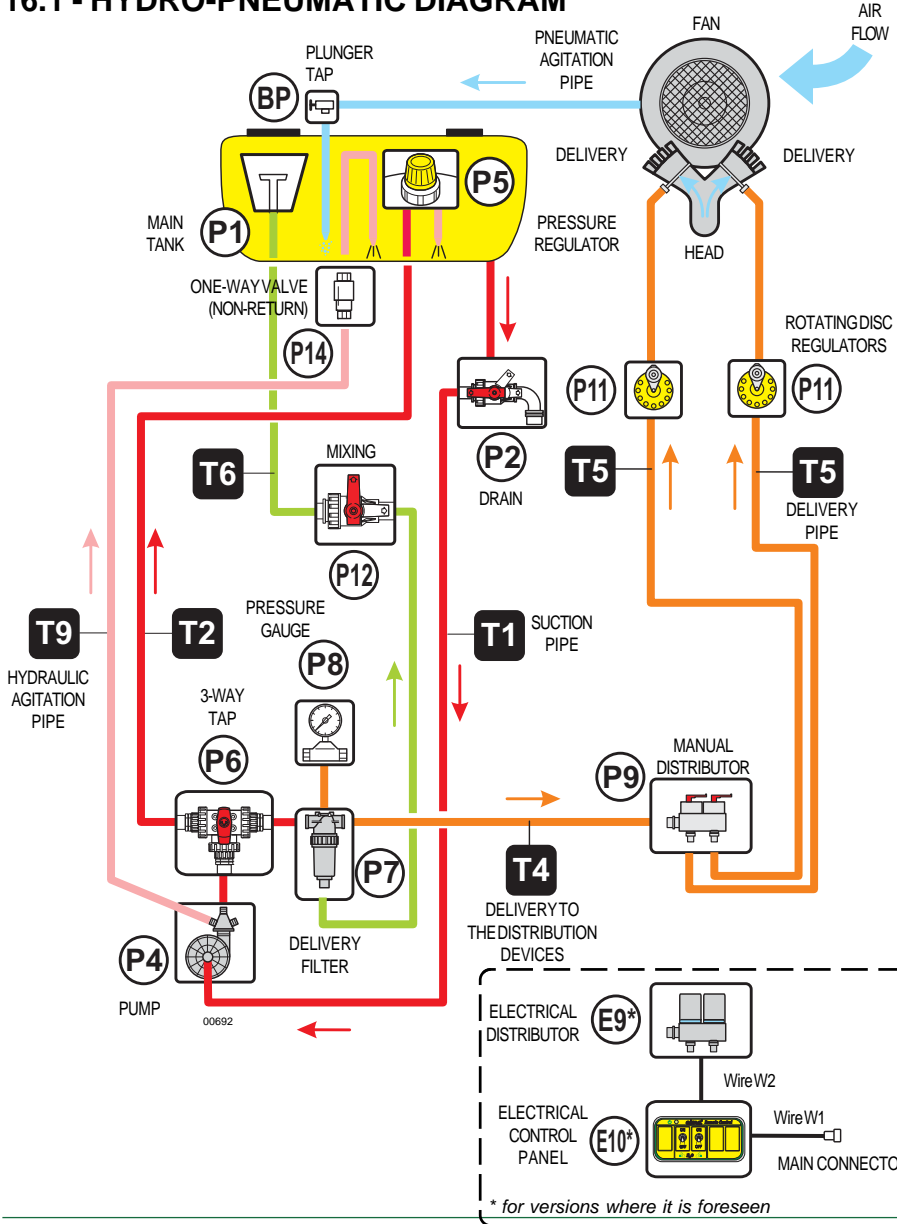 16.1 - HYDRO-PNEUMATIC DIAGRAM
AIR
FLOW
FAN
PNEUMATIC
AGITATION
PIPE
PLUNGER
TAP
BP
DELIVERY
DELIVERY
P5
MAIN
TANK
P1
PRESSURE
REGULATOR
HEAD
ONE-WAY VALVE
(NON-RETURN)
P14
ROTATING DISC
REGULATORS
P11
P11
P2
DRAIN
T6
MIXING
P12
T5
T5
DELIVERY
PIPE
T9
HYDRAULIC
AGITATION
PIPE
T2
PRESSURE
GAUGE
P8
T1
SUCTION
PIPE
3-WAY
TAP
P6
P9
MANUAL
DISTRIBUTOR
P7
DELIVERY
FILTER
T4
DELIVERY TO
THE DISTRIBUTION
DEVICES
P4
PUMP
00692
ELECTRICAL
DISTRIBUTOR
E9*
Wire W2
ELECTRICAL
CONTROL
PANEL
E10*
Wire W1
MAIN CONNECTO
* for versions where it is foreseen